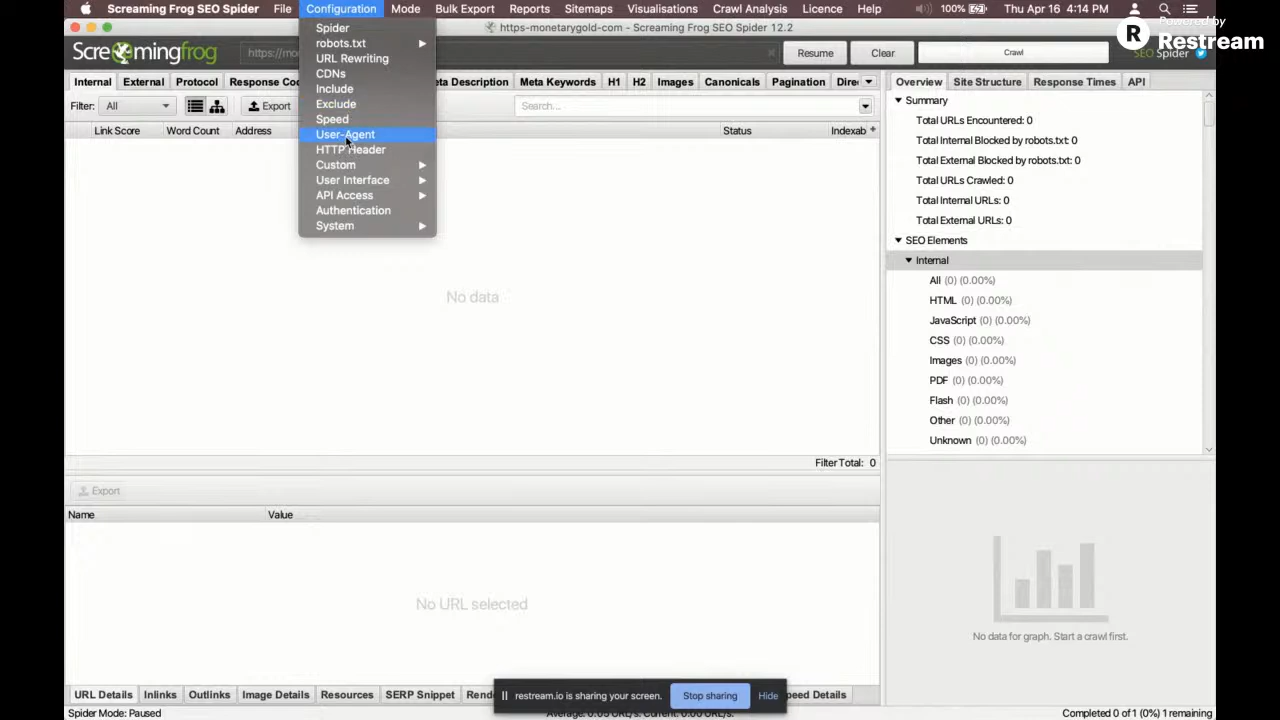 Screaming Frog SEO Spider File Configuration Mode Bulk Export Reports Sitemaps Visualisations Crawl Analysis Licence Help 100% Thu Apr 16 4:14 PM
https-monetarygold-com - Screaming Frog SEO Spider 12.2
Powered by
R Restream
Screamingfrog
Resume Clear Crawl
SEO Spider
Spider
robots.txt
URL Rewriting
CDNs
Include
Exclude
Speed
User-Agent
HTTP Header
Custom
User Interface
API Access
Authentication
System
Internal External Protocol Meta Keywords H1 H2 Images Canonicals Pagination
Filter: All Export Search...
Link Score Word Count Address Status
No data
Filter Total: 0
Export
Name Value
No URL selected
URL Details Inlinks Outlinks Image Details Resources SERP Snippet
Spider Mode: Paused
Overview Site Structure Response Times API
Summary
Total URLs Encountered: 0
Total Internal Blocked by robots.txt: 0
Total External Blocked by robots.txt: 0
Total URLs Crawled: 0
Total Internal URLs: 0
Total External URLs: 0
SEO Elements
Internal
All (0) (0.00%)
HTML (0) (0.00%)
JavaScript (0) (0.00%)
CSS (0) (0.00%)
Images (0) (0.00%)
PDF (0) (0.00%)
Flash (0) (0.00%)
Other (0) (0.00%)
Unknown (0) (0.00%)
No data for graph. Start a crawl first.
restream.io is sharing your screen. Stop sharing Hide
Completed 0 of 1 (0%) 1 remaining